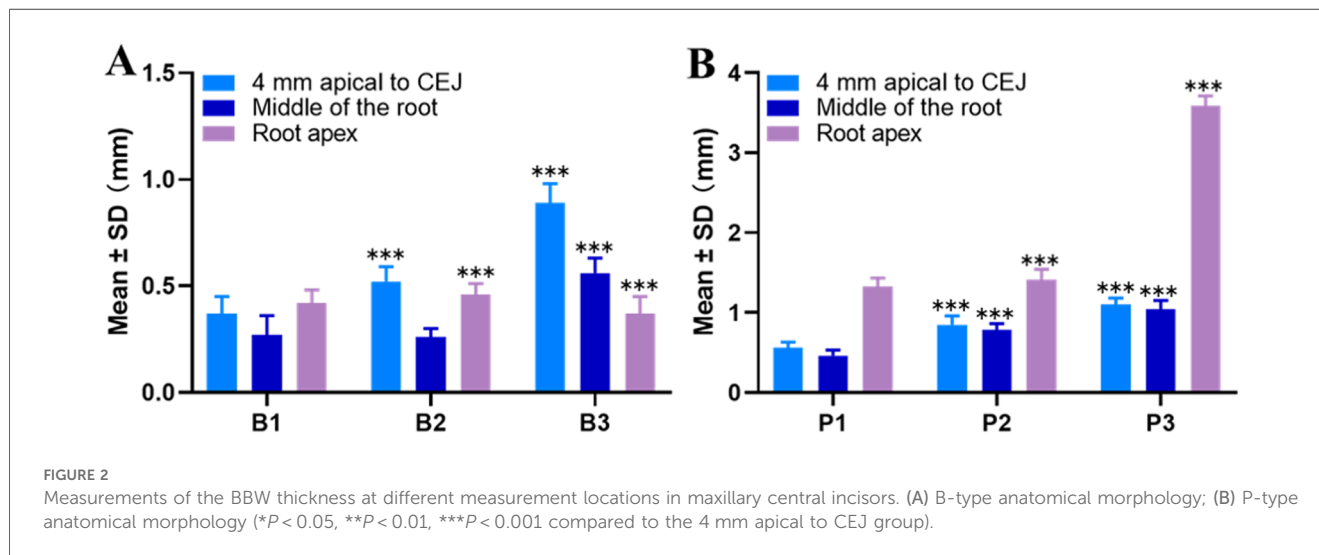 A
1.5
1.0
0.5
0.0
Mean ± SD (mm)
4 mm apical to CEJ
Middle of the root
Root apex
***
***
***
***
***
B1
B2
B3
B
4
3
2
1
0
Mean ± SD (mm)
4 mm apical to CEJ
Middle of the root
Root apex
***
***
***
***
***
***
P1
P2
P3
FIGURE 2
Measurements of the BBW thickness at different measurement locations in maxillary central incisors. (A) B-type anatomical morphology; (B) P-type
anatomical morphology (*P < 0.05, **P < 0.01, ***P < 0.001 compared to the 4 mm apical to CEJ group).